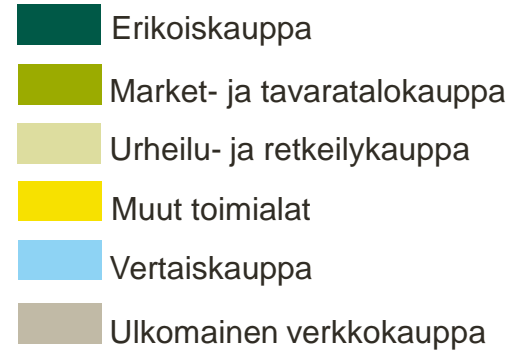 Erikoiskauppa
Market- ja tavaratalokauppa
Urheilu- ja retkeilykauppa
Muut toimialat
Vertaiskauppa
Ulkomainen verkkokauppa